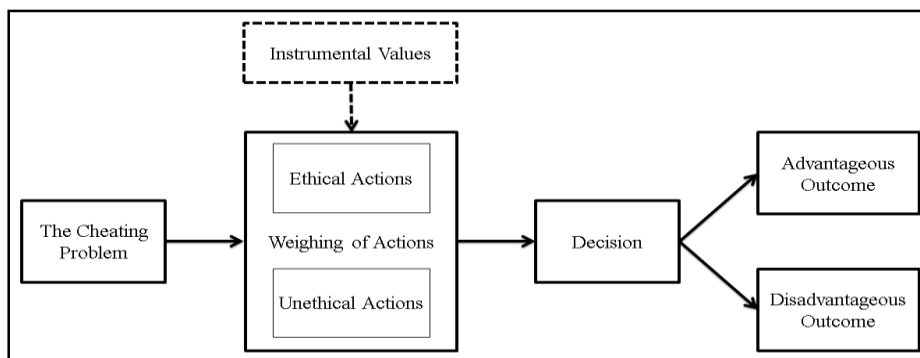 Instrumental Values
Ethical Actions
Weighing of Actions
Unethical Actions
The Cheating
Problem
Decision
Advantageous
Outcome
Disadvantageous
Outcome